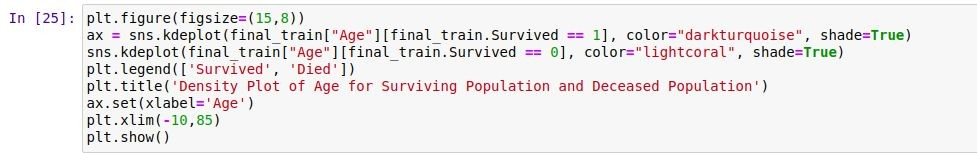 In [25]: plt.figure(figsize=(15,8))
ax = sns.kdeplot(final_train["Age"][final_train.Survived == 1], color="darkturquoise", shade=True)
sns.kdeplot(final_train["Age"][final_train.Survived == 0], color="lightcoral", shade=True)
plt.legend(['Survived', 'Died'])
plt.title('Density Plot of Age for Surviving Population and Deceased Population')
ax.set(xlabel='Age')
plt.xlim(-10,85)
plt.show()